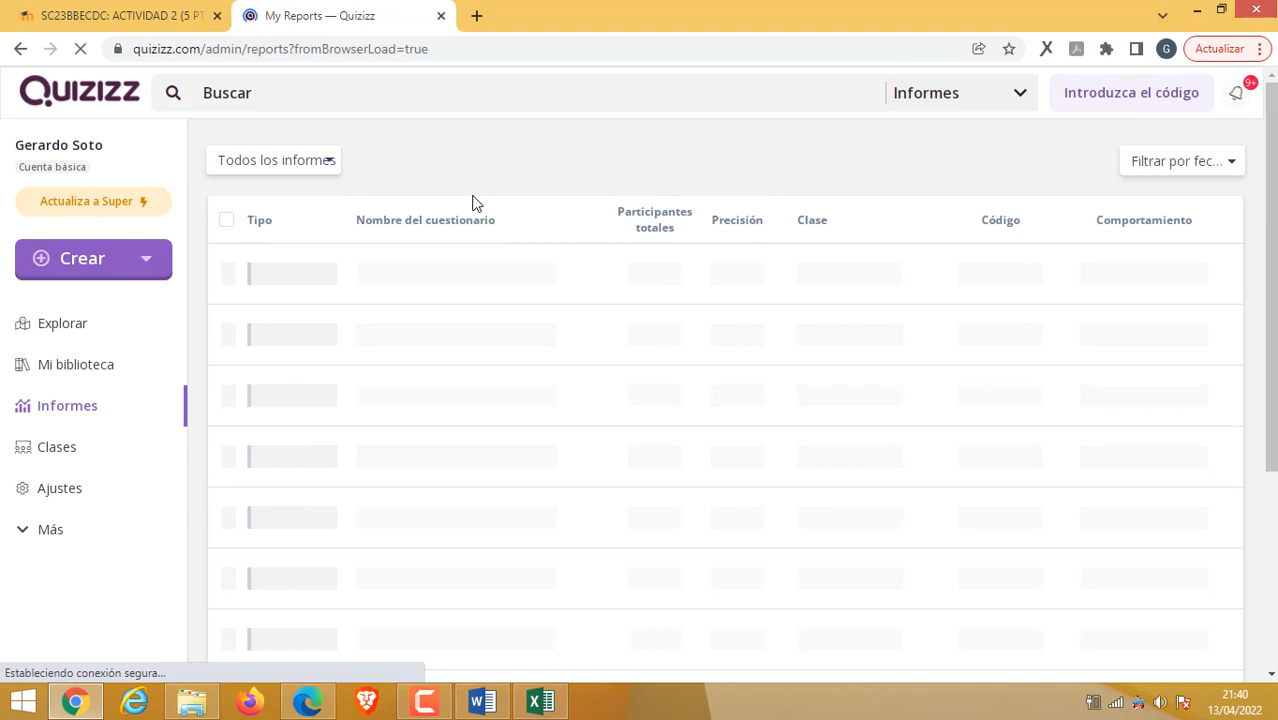 SC23BBECDC: ACTIVIDAD 2 (5 PT
My Reports — Quizizz
quizizz.com/admin/reports?fromBrowserLoad=true
G
Actualizar
QUIZIZZ
Buscar
Informes
Introduzca el código
9+
Gerardo Soto
Cuenta básica
Actualiza a Super
Crear
Explorar
Mi biblioteca
Informes
Clases
Ajustes
Más
Todos los informes
Filtrar por fec...
Tipo
Nombre del cuestionario
Participantes
totales
Precisión
Clase
Código
Comportamiento
Estableciendo conexión segura...
21:40
13/04/2022